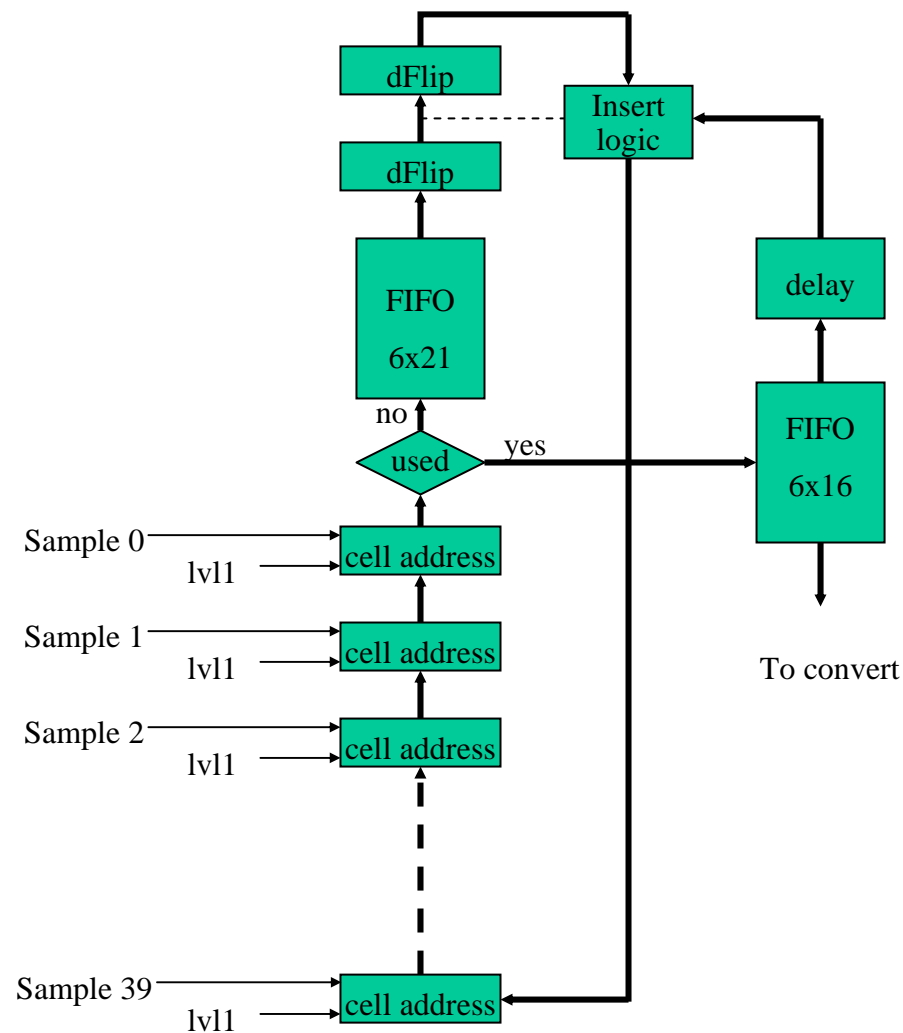 dFlip
Insert
logic
dFlip
FIFO
6x21
delay
no
used
yes
FIFO
6x16
Sample 0
lvl1
cell address
Sample 1
lvl1
cell address
To convert
Sample 2
lvl1
cell address
Sample 39
lvl1
cell address